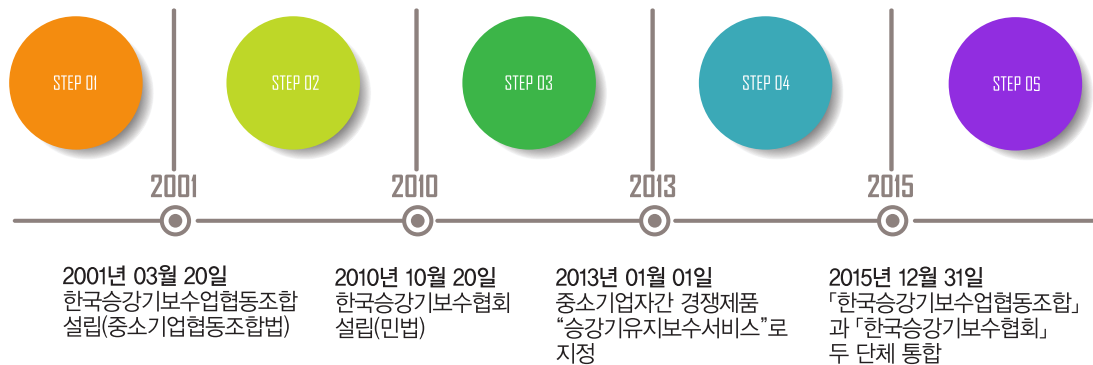 STEP 01
STEP 02
STEP 03
STEP 04
STEP 05
2001
2010
2013
2015
2001년 03월 20일
한국승강기보수업협동조합
설립(중소기업협동조합법)
2010년 10월 20일
한국승강기보수협회
설립(민법)
2013년 01월 01일
중소기업자간 경쟁제품
“승강기유지보수서비스”로
지정
2015년 12월 31일
「한국승강기보수업협동조합」
과 「한국승강기보수협회」
두 단체 통합